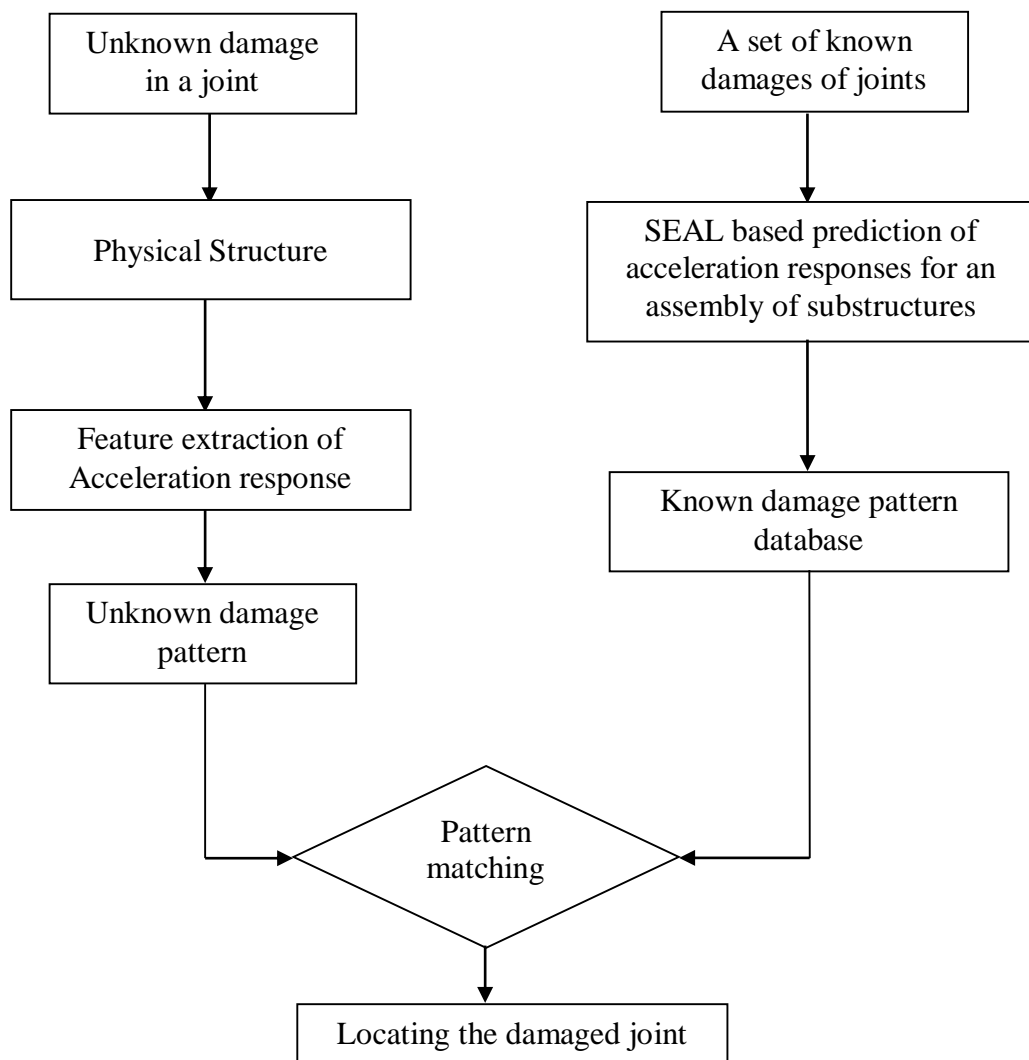 Unknown damage
in a joint
A set of known
damages of joints
Physical Structure
SEAL based prediction of
acceleration responses for an
assembly of substructures
Feature extraction of
Acceleration response
Known damage pattern
database
Unknown damage
pattern
Pattern
matching
Locating the damaged joint